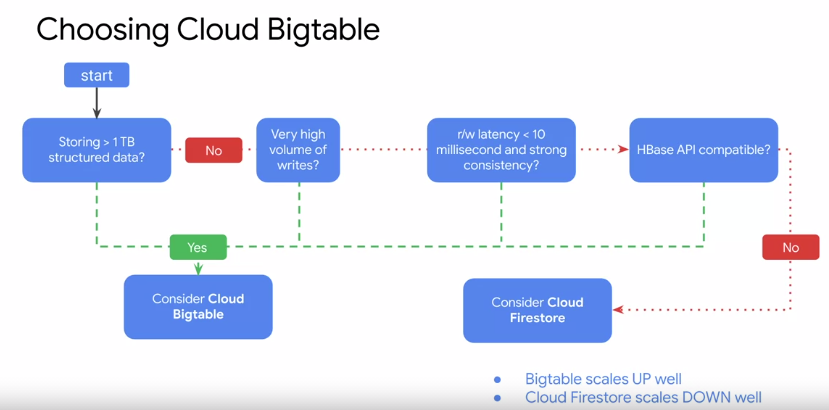 Choosing Cloud Bigtable
start
Storing > 1 TB
structured data?
No
Very high
volume of
writes?
r/w latency < 10
millisecond and strong
consistency?
HBase API compatible?
Yes
No
Consider Cloud
Bigtable
Consider Cloud
Firestore
• Bigtable scales UP well
• Cloud Firestore scales DOWN well